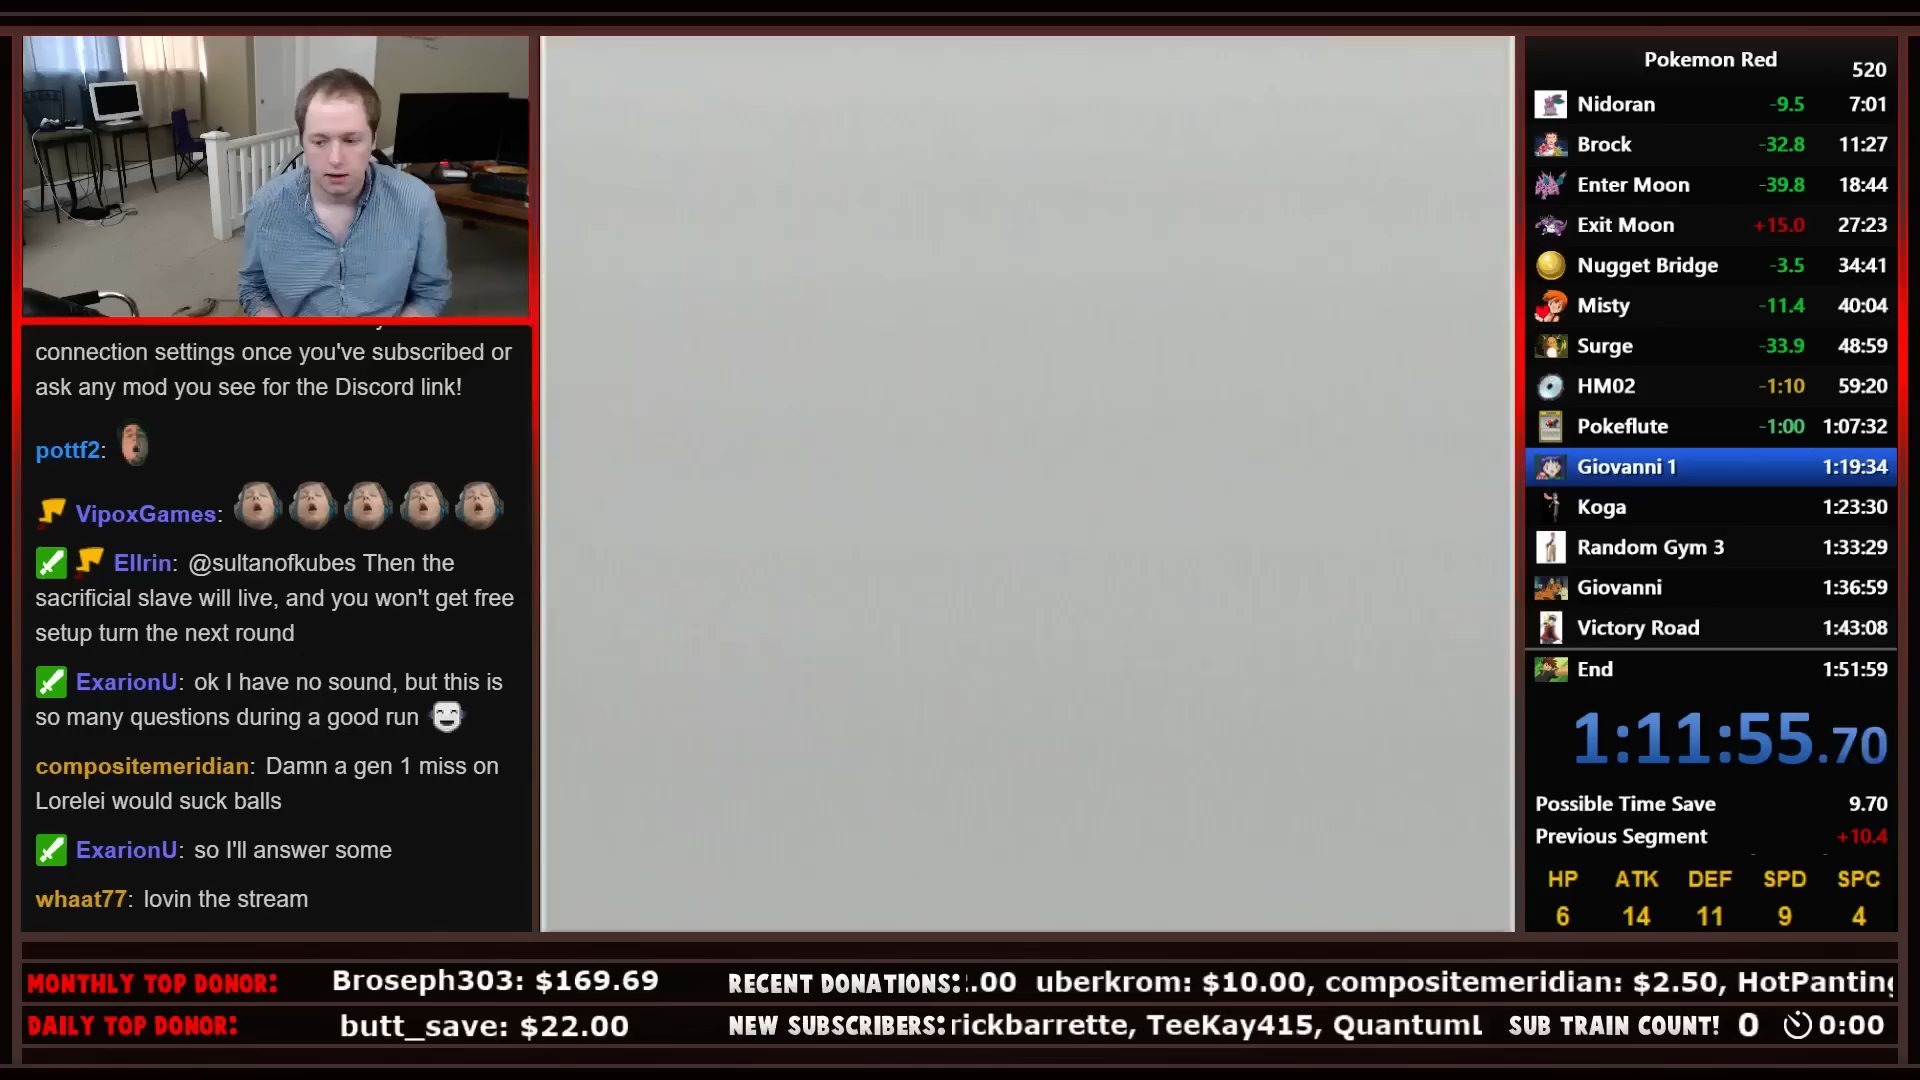 connection settings once you've subscribed or
ask any mod you see for the Discord link!
pottf2:
VipoxGames:
Ellrin: @sultanofkubes Then the
sacrificial slave will live, and you won't get free
setup turn the next round
ExarionU: ok I have no sound, but this is
so many questions during a good run
compositemeridian: Damn a gen 1 miss on
Lorelei would suck balls
ExarionU: so I'll answer some
whaat77: lovin the stream
Pokemon Red 520
Nidoran -9.5 7:01
Brock -32.8 11:27
Enter Moon -39.8 18:44
Exit Moon +15.0 27:23
Nugget Bridge -3.5 34:41
Misty -11.4 40:04
Surge -33.9 48:59
HM02 -1:10 59:20
Pokeflute -1:00 1:07:32
Giovanni 1 1:19:34
Koga 1:23:30
Random Gym 3 1:33:29
Giovanni 1:36:59
Victory Road 1:43:08
End 1:51:59
1:11:55.70
Possible Time Save 9.70
Previous Segment +10.4
HP ATK DEF SPD SPC
6 14 11 9 4
MONTHLY TOP DONOR: Broseph303: $169.69 RECENT DONATIONS: .00 uberkrom: $10.00, compositemeridian: $2.50, HotPanting
DAILY TOP DONOR: butt_save: $22.00 NEW SUBSCRIBERS: rickbarrette, TeeKay415, QuantumL SUB TRAIN COUNT! 0 0:00